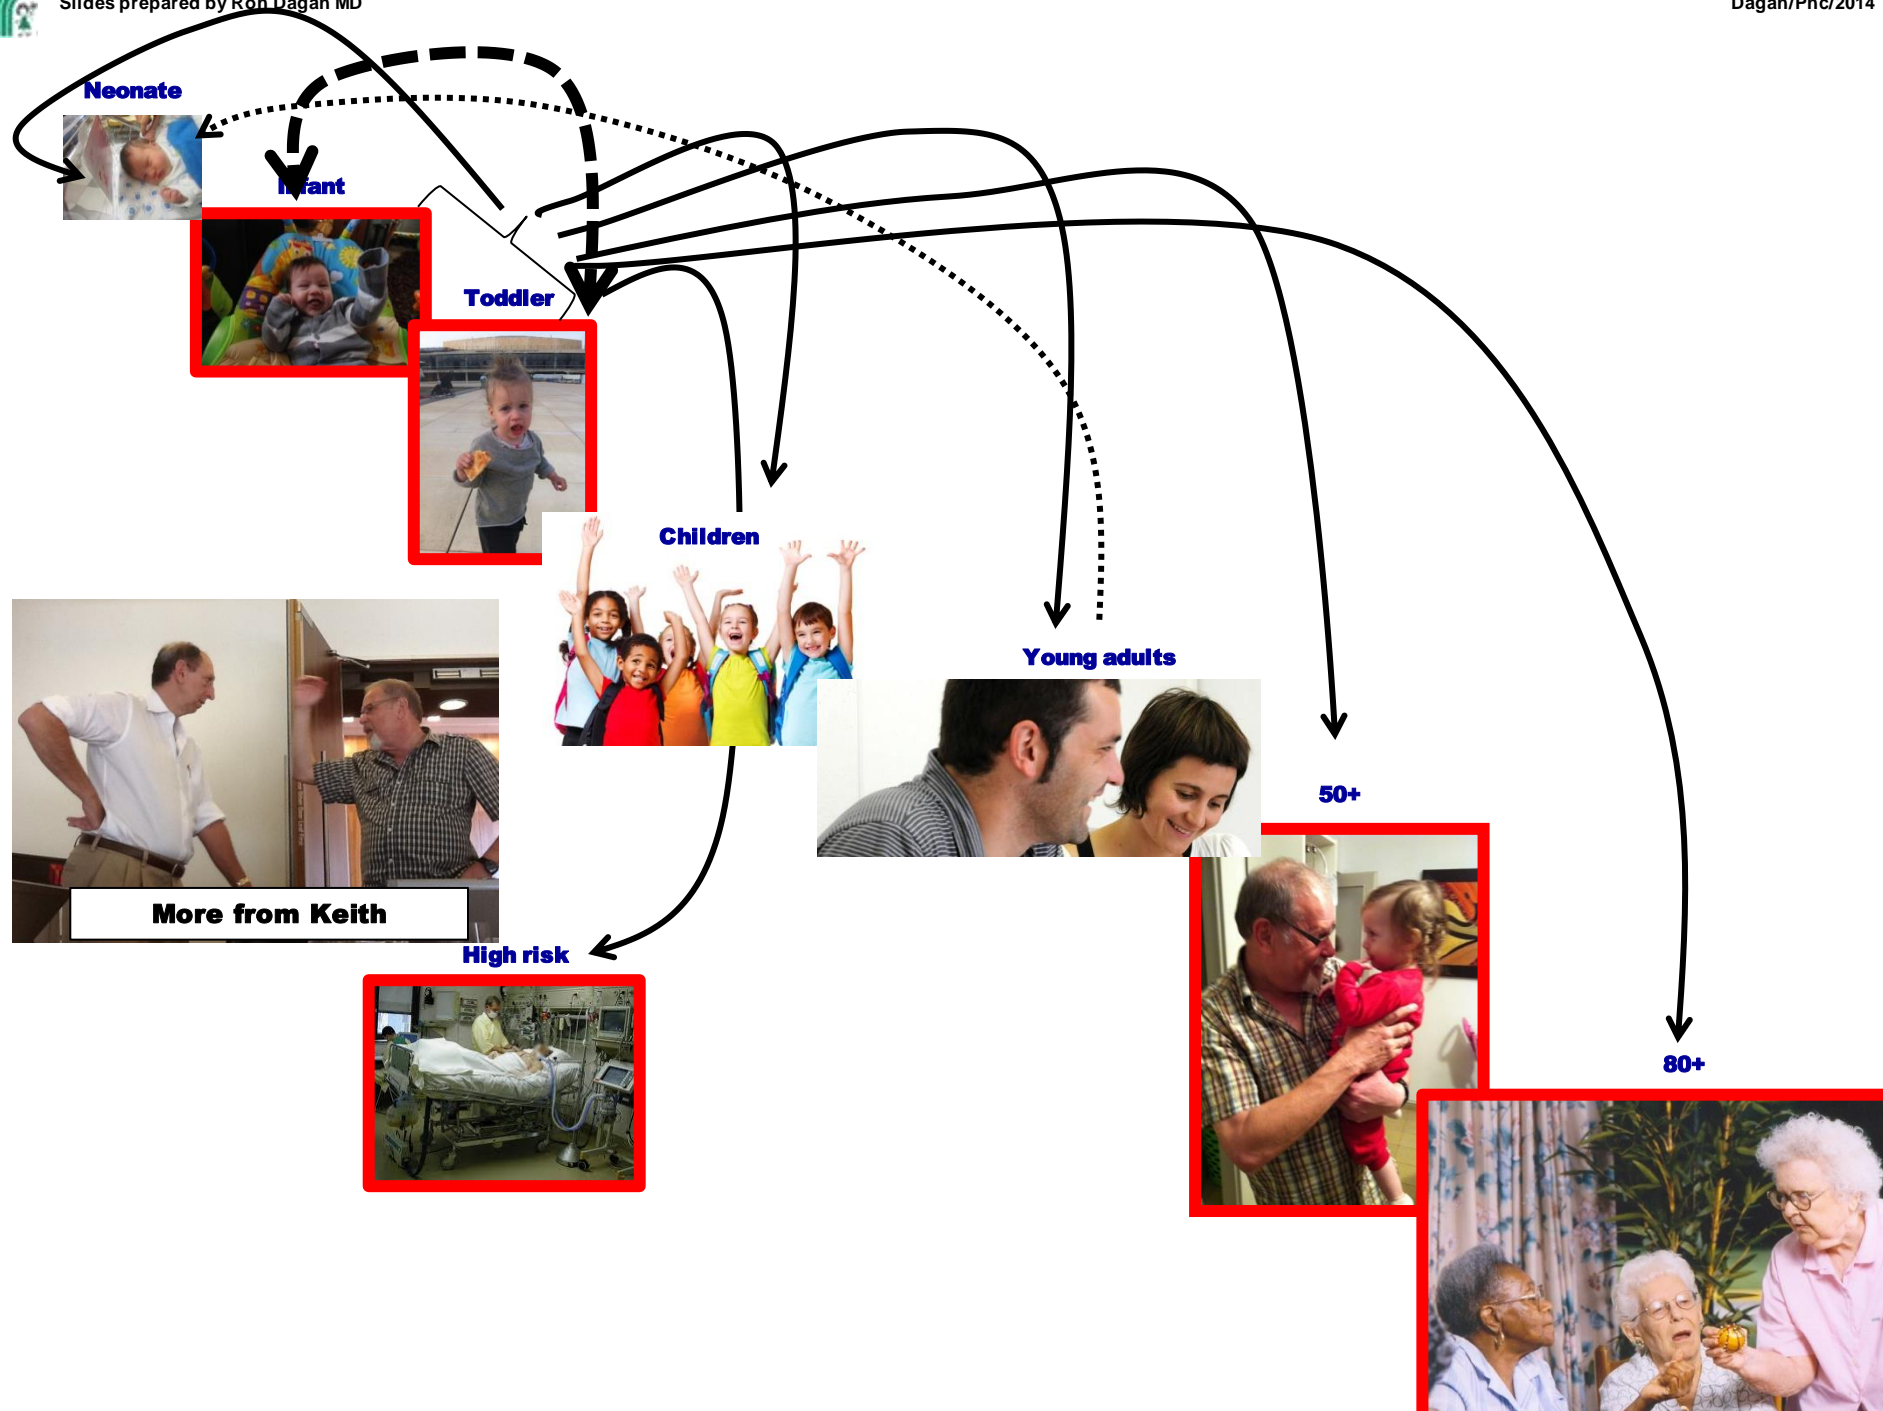 Slides prepared by Ron Dagan MD
Dagan/Pnc/2014
Neonate
Infant
Toddler
Children
Young adults
50+
More from Keith
High risk
80+